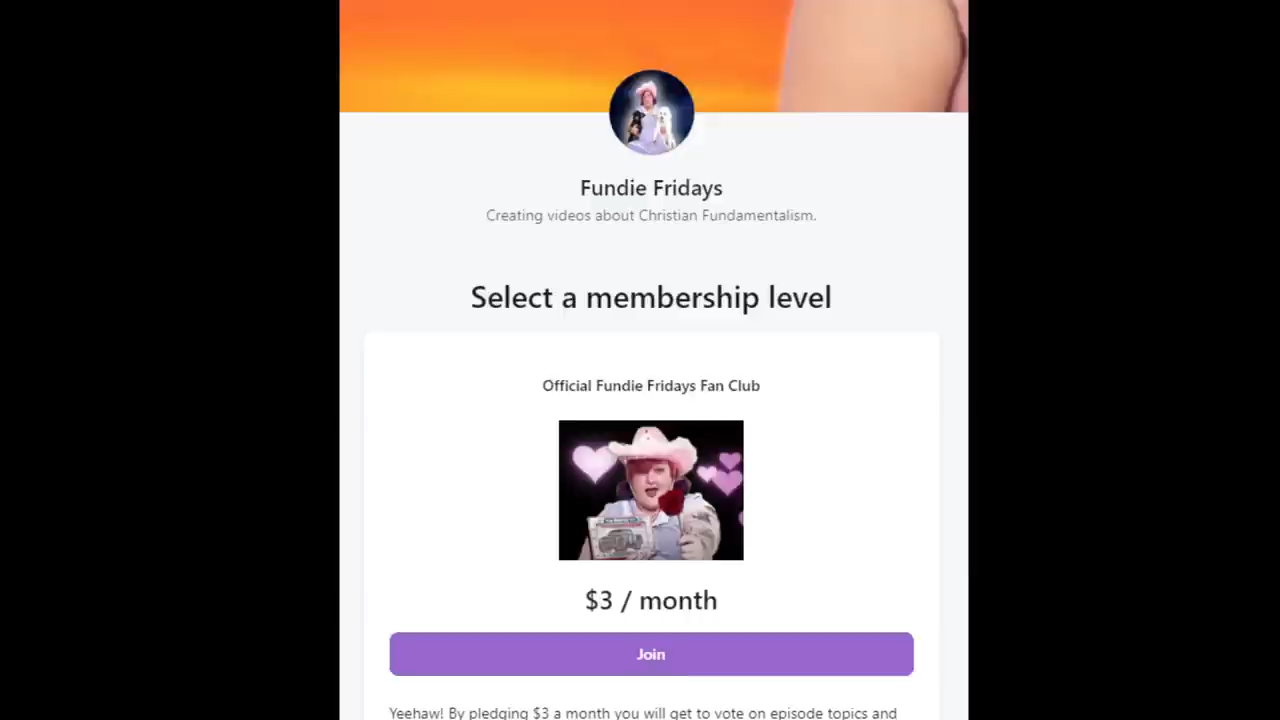 Fundie Fridays
Creating videos about Christian Fundamentalism.
Select a membership level
Official Fundie Fridays Fan Club
$3 / month
Join
Yeehaw! By pledging $3 a month you will get to vote on episode topics and